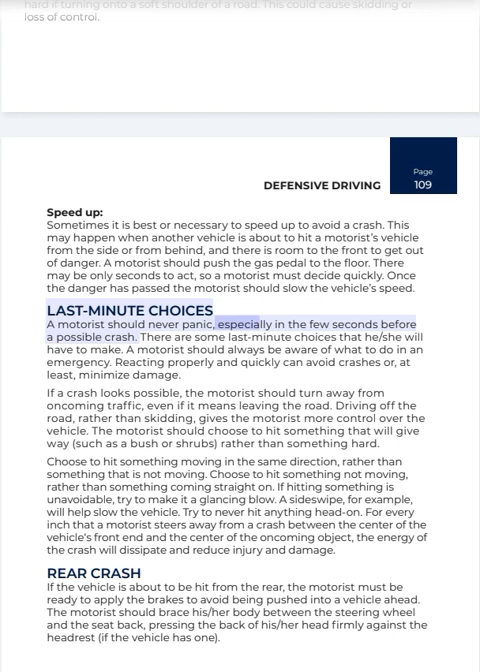 hard if turning onto a soft shoulder of a road. This could cause skidding or
loss of control.
DEFENSIVE DRIVING
Page
109
Speed up:
Sometimes it is best or necessary to speed up to avoid a crash. This
may happen when another vehicle is about to hit a motorist's vehicle
from the side or from behind, and there is room to the front to get out
of danger. A motorist should push the gas pedal to the floor. There
may be only seconds to act, so a motorist must decide quickly. Once
the danger has passed the motorist should slow the vehicle's speed.
LAST-MINUTE CHOICES
A motorist should never panic, especially in the few seconds before
a possible crash. There are some last-minute choices that he/she will
have to make. A motorist should always be aware of what to do in an
emergency. Reacting properly and quickly can avoid crashes or, at
least, minimize damage.
If a crash looks possible, the motorist should turn away from
oncoming traffic, even if it means leaving the road. Driving off the
road, rather than skidding, gives the motorist more control over the
vehicle. The motorist should choose to hit something that will give
way (such as a bush or shrubs) rather than something hard.
Choose to hit something moving in the same direction, rather than
something that is not moving. Choose to hit something not moving,
rather than something coming straight on. If hitting something is
unavoidable, try to make it a glancing blow. A sideswipe, for example,
will help slow the vehicle. Try to never hit anything head-on. For every
inch that a motorist steers away from a crash between the center of the
vehicle's front end and the center of the oncoming object, the energy of
the crash will dissipate and reduce injury and damage.
REAR CRASH
If the vehicle is about to be hit from the rear, the motorist must be
ready to apply the brakes to avoid being pushed into a vehicle ahead.
The motorist should brace his/her body between the steering wheel
and the seat back, pressing the back of his/her head firmly against the
headrest (if the vehicle has one).